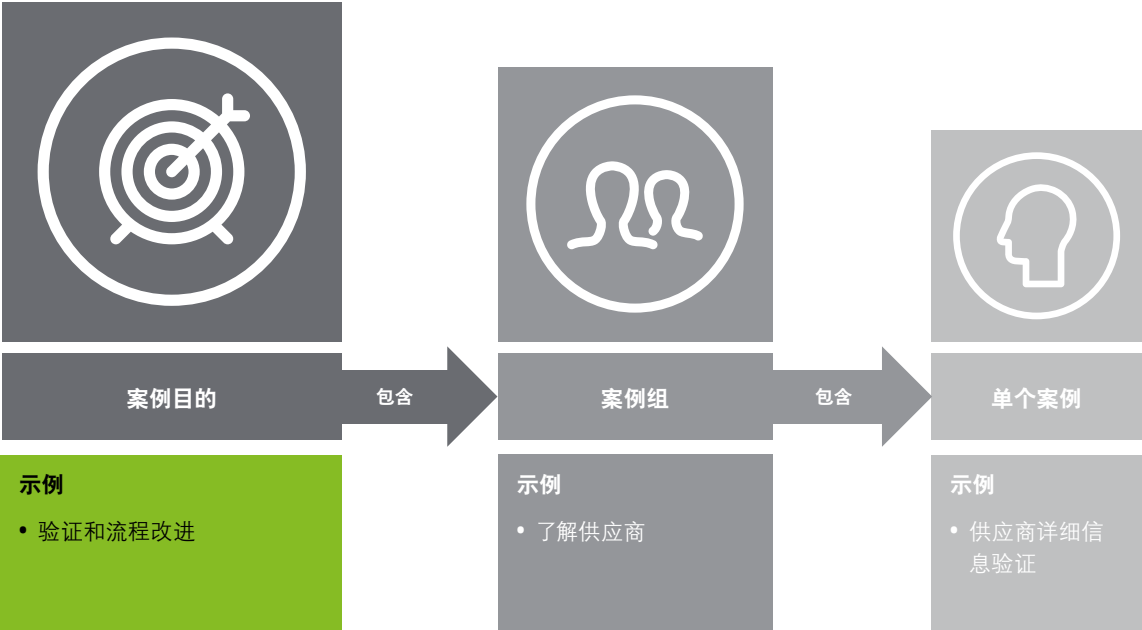 案例目的
包含
案例组
包含
单个案例
示例
• 验证和流程改进
示例
• 了解供应商
示例
• 供应商详细信
息验证